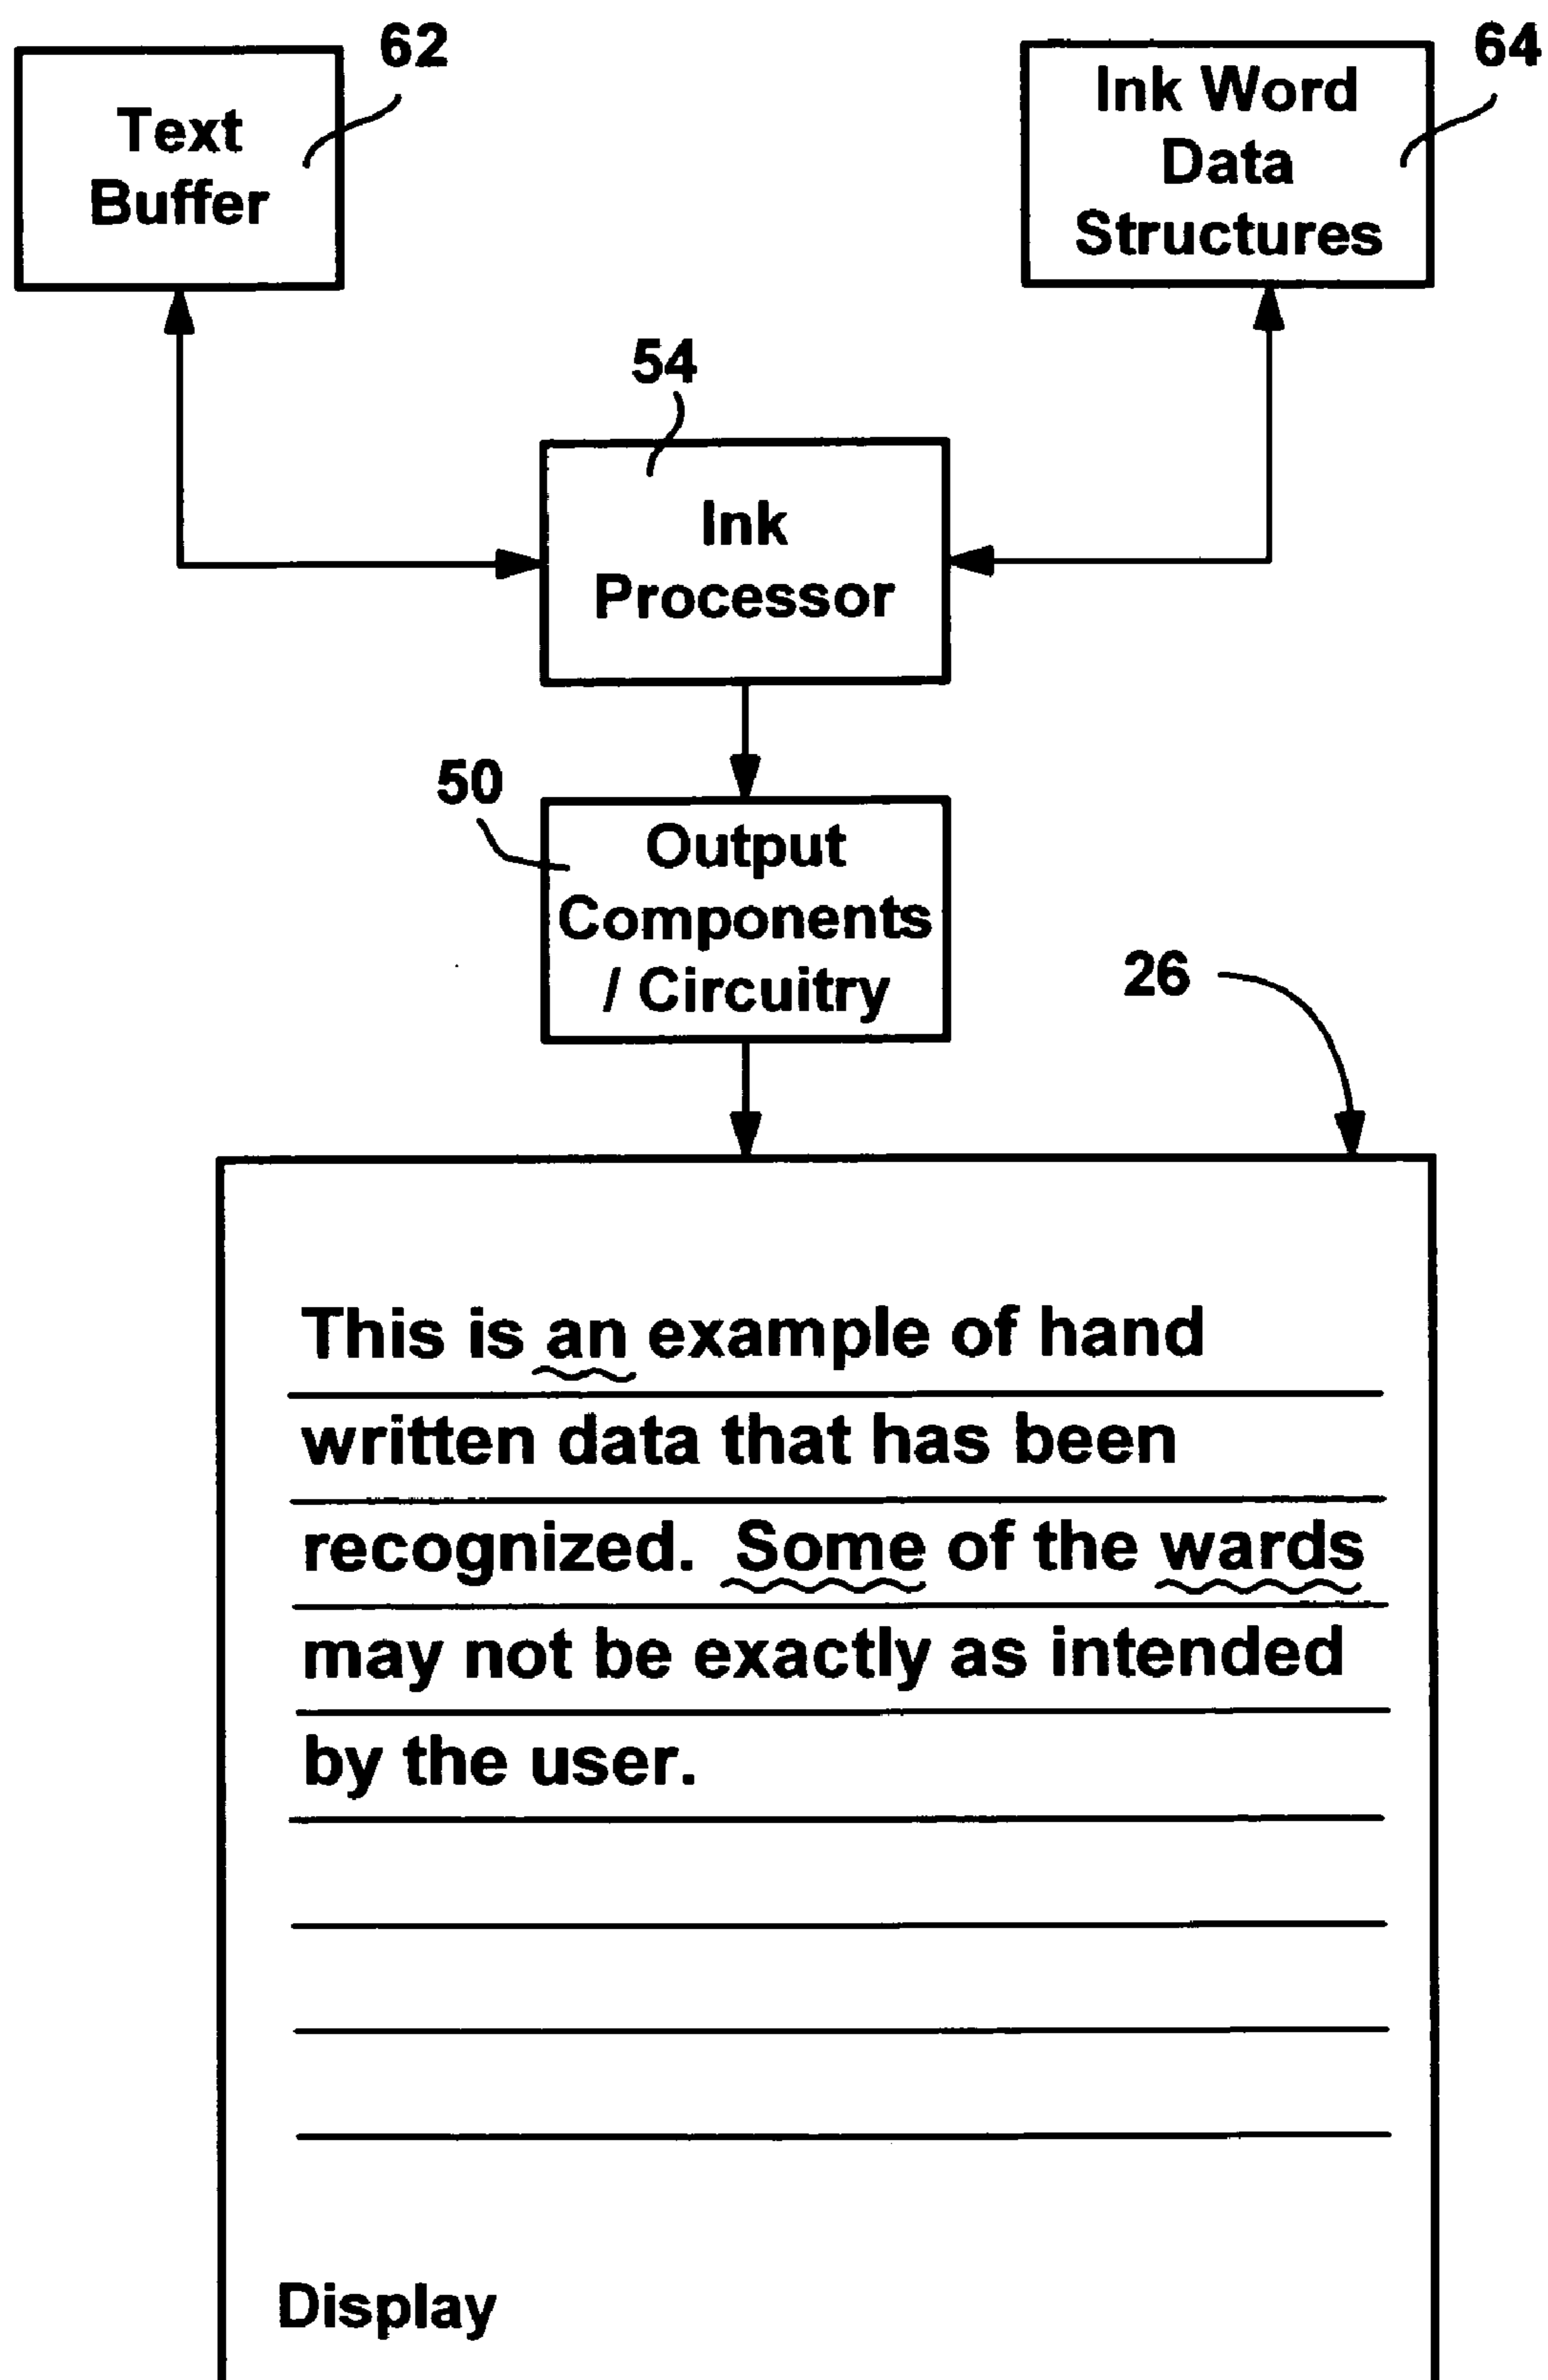 62
Text
Buffer
64
Ink Word
Data
Structures
54
Ink
Processor
50
Output
Components
/ Circuitry
26
This is an example of hand
written data that has been
recognized. Some of the wards
may not be exactly as intended
by the user.
Display